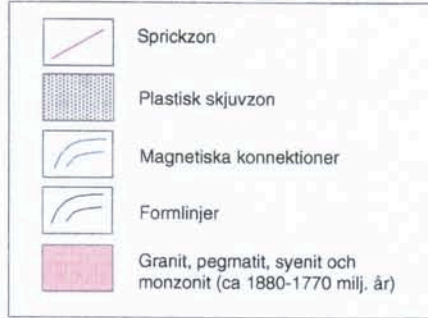 Sprickzon
Plastisk skjuvzon
Magnetiska konnektioner
Formlinjer
Granit, pegmatit, syenit och
monzonit (ca 1880-1770 milj. år)